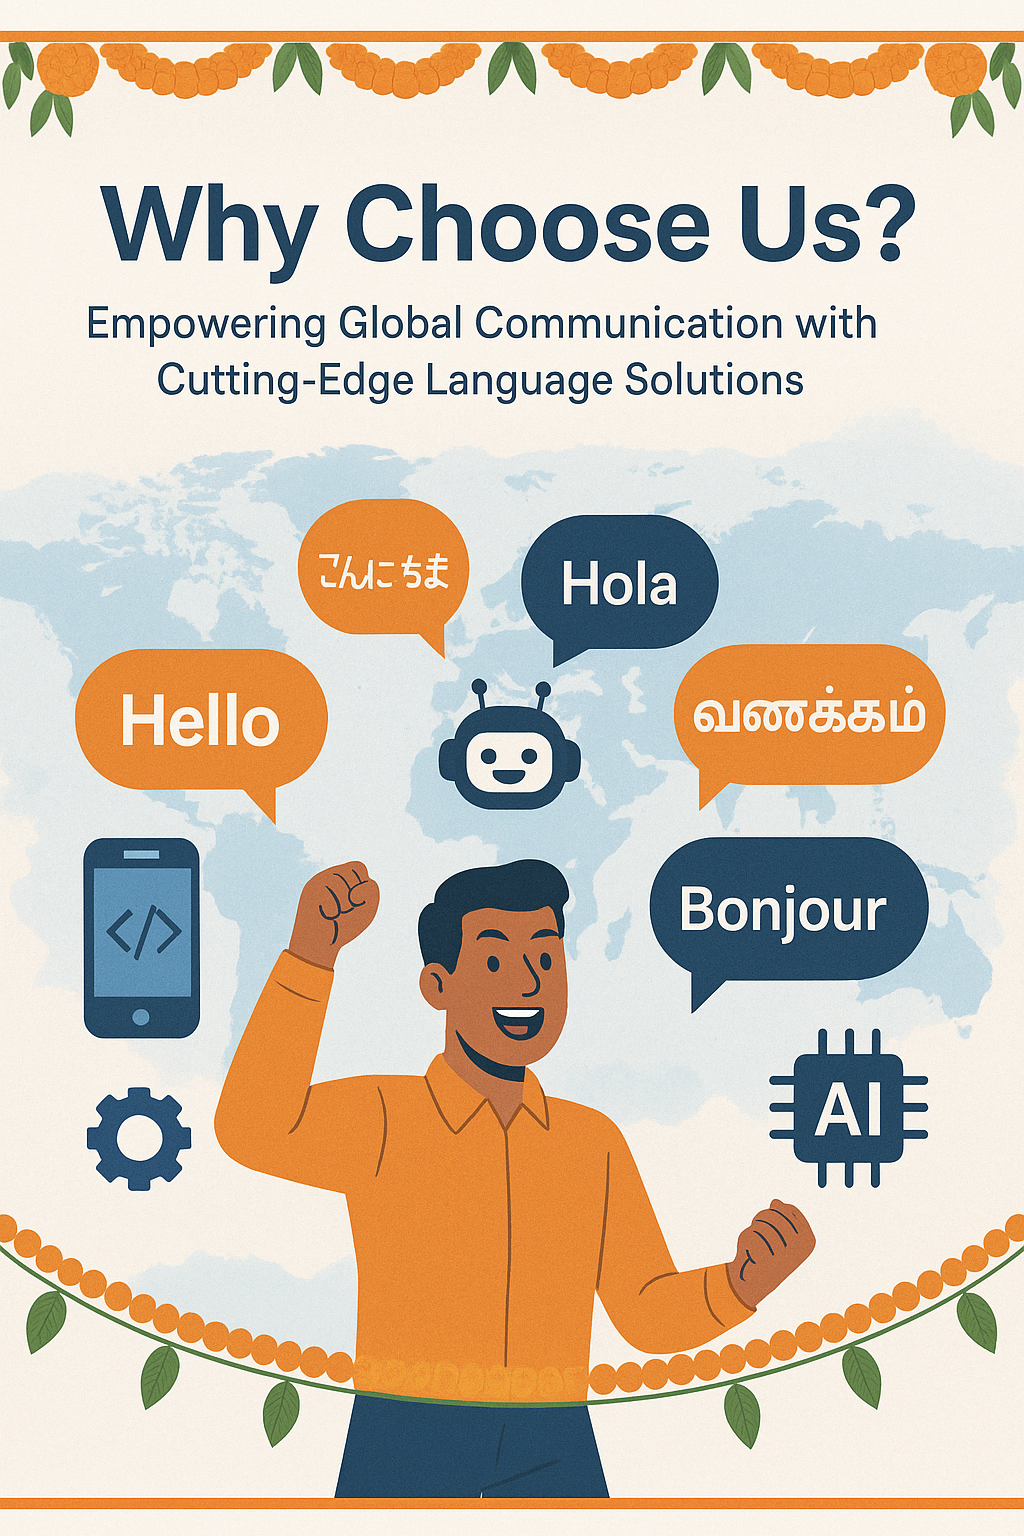 Why Choose Us?
Empowering Global Communication with
Cutting-Edge Language Solutions
こんにちま
Hola
Hello
வணக்கம்
Bonjour
</>
AI